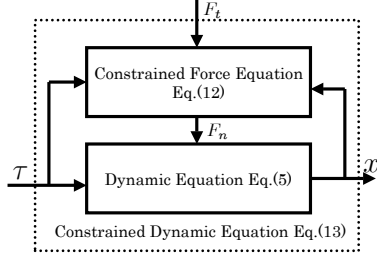 F_t
Constrained Force Equation
Eq.(12)
F_n
τ
x
Dynamic Equation Eq.(5)
Constrained Dynamic Equation Eq.(13)